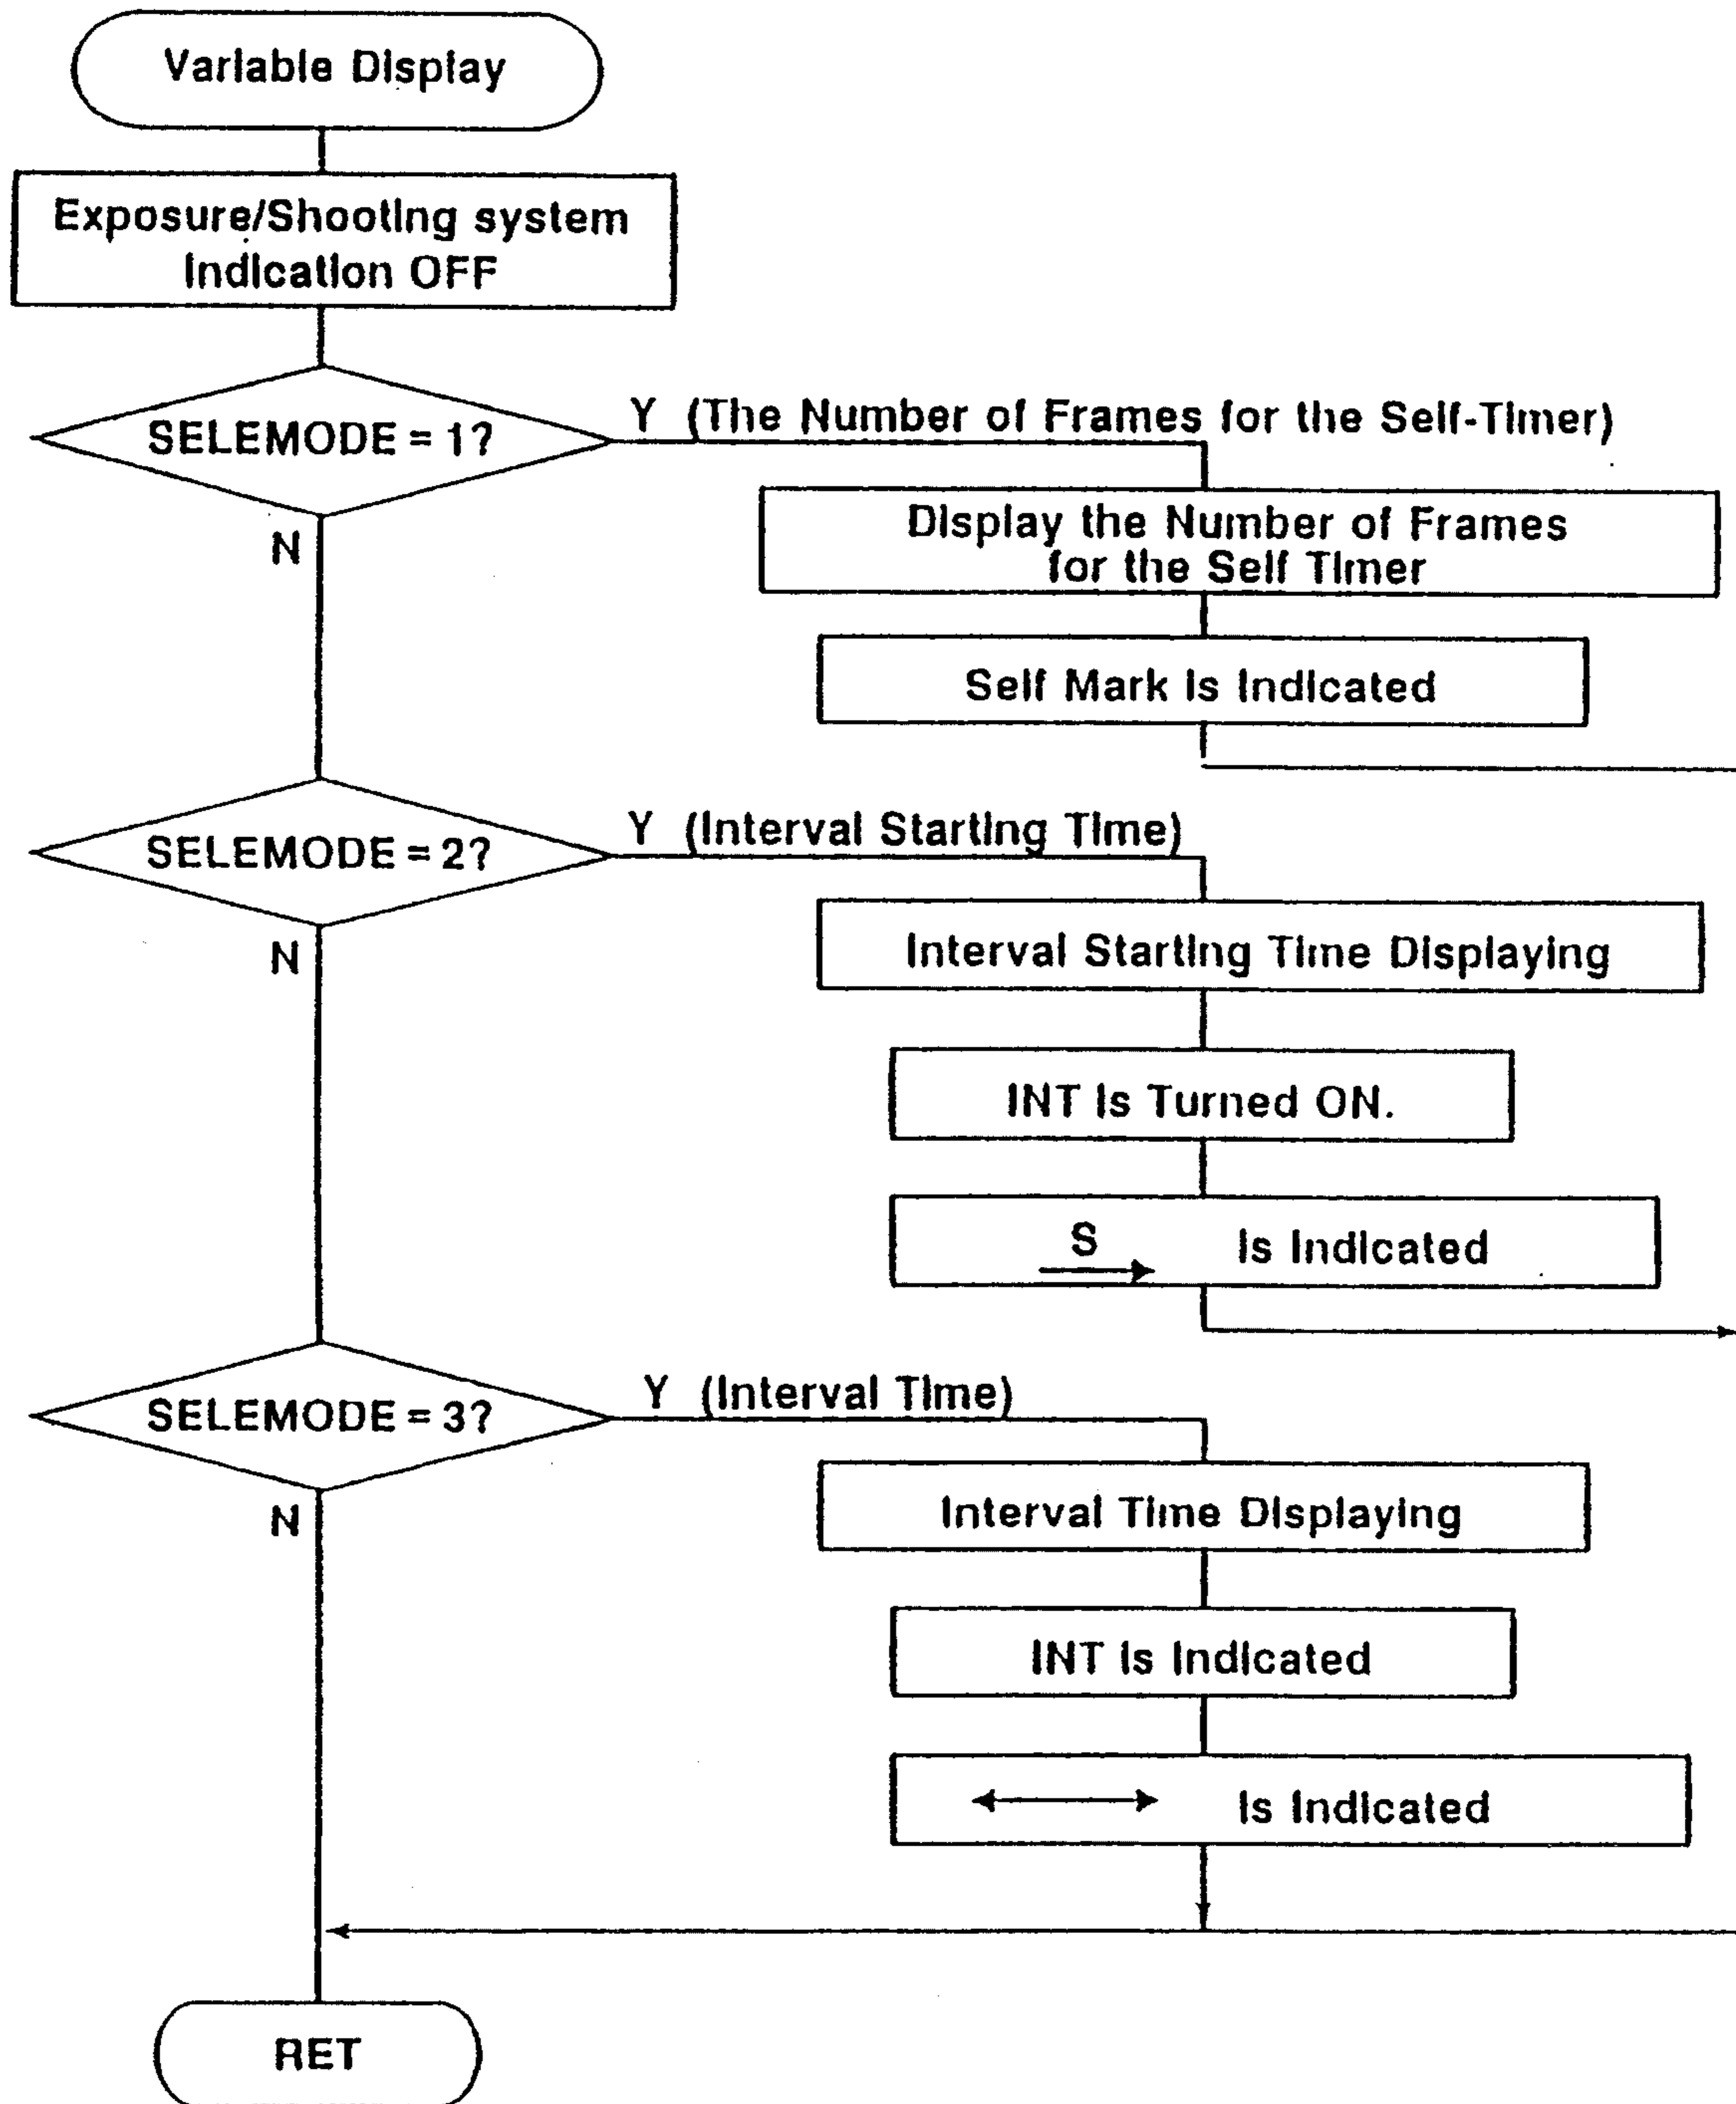 Variable Display
Exposure/Shooting system
Indication OFF
SELEMODE = 1?
Y (The Number of Frames for the Self-Timer)
N
Display the Number of Frames
for the Self Timer
Self Mark Is Indicated
SELEMODE = 2?
Y (Interval Starting Time)
N
Interval Starting Time Displaying
INT Is Turned ON.
S Is Indicated
SELEMODE = 3?
Y (Interval Time)
N
Interval Time Displaying
INT Is Indicated
Is Indicated
RET